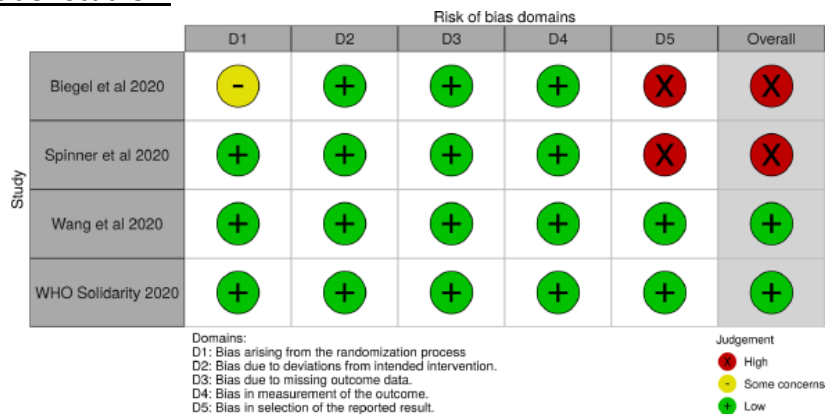 Risk of bias domains
D1 D2 D3 D4 D5 Overall
Biegel et al 2020 - + + + X X
Spinner et al 2020 + + + + X X
Study
Wang et al 2020 + + + + + +
WHO Solidarity 2020 + + + + + +
Domains:
D1: Bias arising from the randomization process
D2: Bias due to deviations from intended intervention.
D3: Bias due to missing outcome data.
D4: Bias in measurement of the outcome.
D5: Bias in selection of the reported result.
Judgement
X High
- Some concerns
+ Low